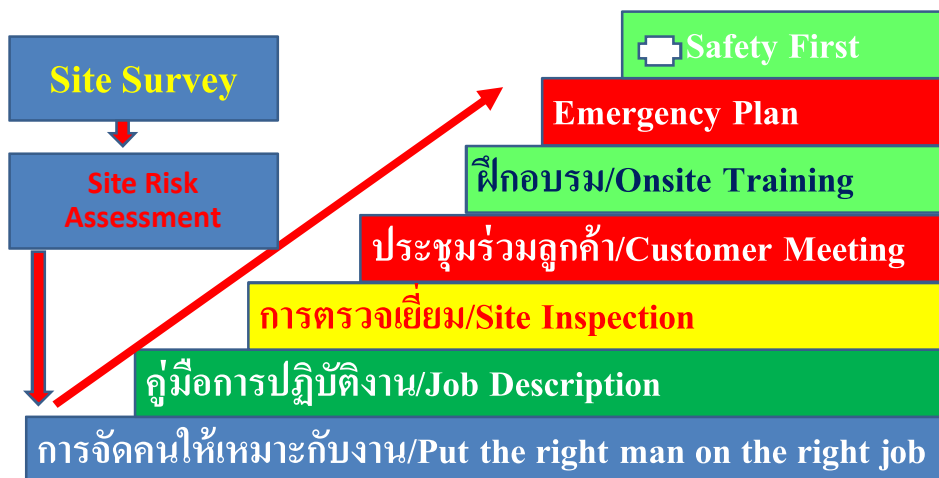 Site Survey
Site Risk
Assessment
Safety First
Emergency Plan
ฝึกอบรม/Onsite Training
ประชุมร่วมลูกค้า/Customer Meeting
การตรวจเยี่ยม/Site Inspection
คู่มือการปฏิบัติงาน/Job Description
การจัดคนให้เหมาะกับงาน/Put the right man on the right job